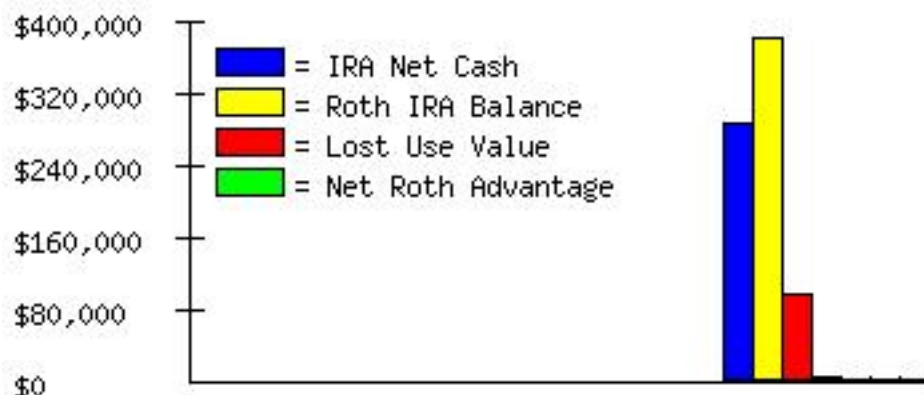 $400,000
= IRA Net Cash
$320,000
= Roth IRA Balance
= Lost Use Value
$240,000
= Net Roth Advantage
$160,000
$80,000
$0